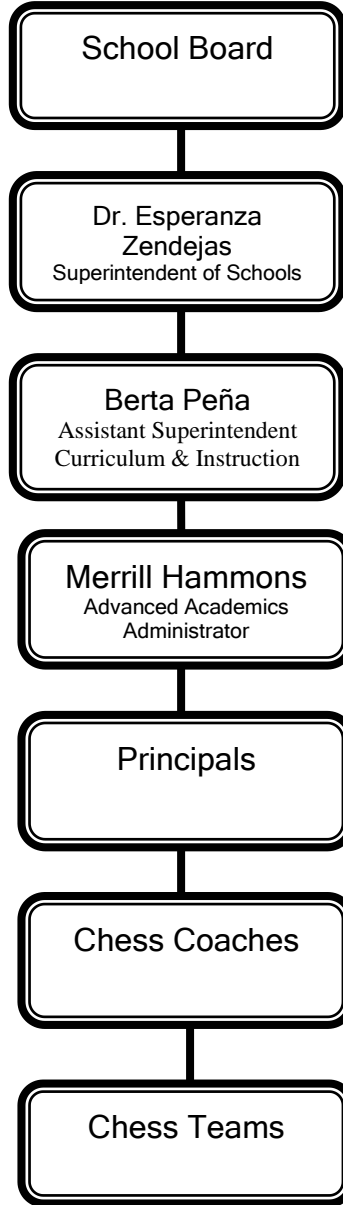 School Board
Dr. Esperanza
Zendejas
Superintendent of Schools
Berta Peña
Assistant Superintendent
Curriculum & Instruction
Merrill Hammons
Advanced Academics
Administrator
Principals
Chess Coaches
Chess Teams